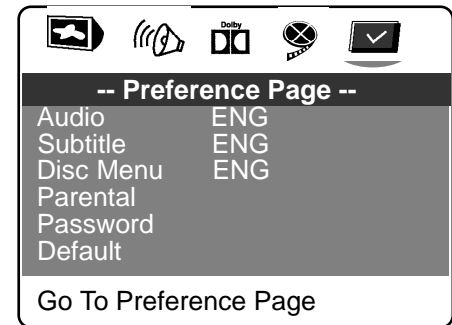 Dolby
-- Preference Page --
Audio ENG
Subtitle ENG
Disc Menu ENG
Parental
Password
Default
Go To Preference Page